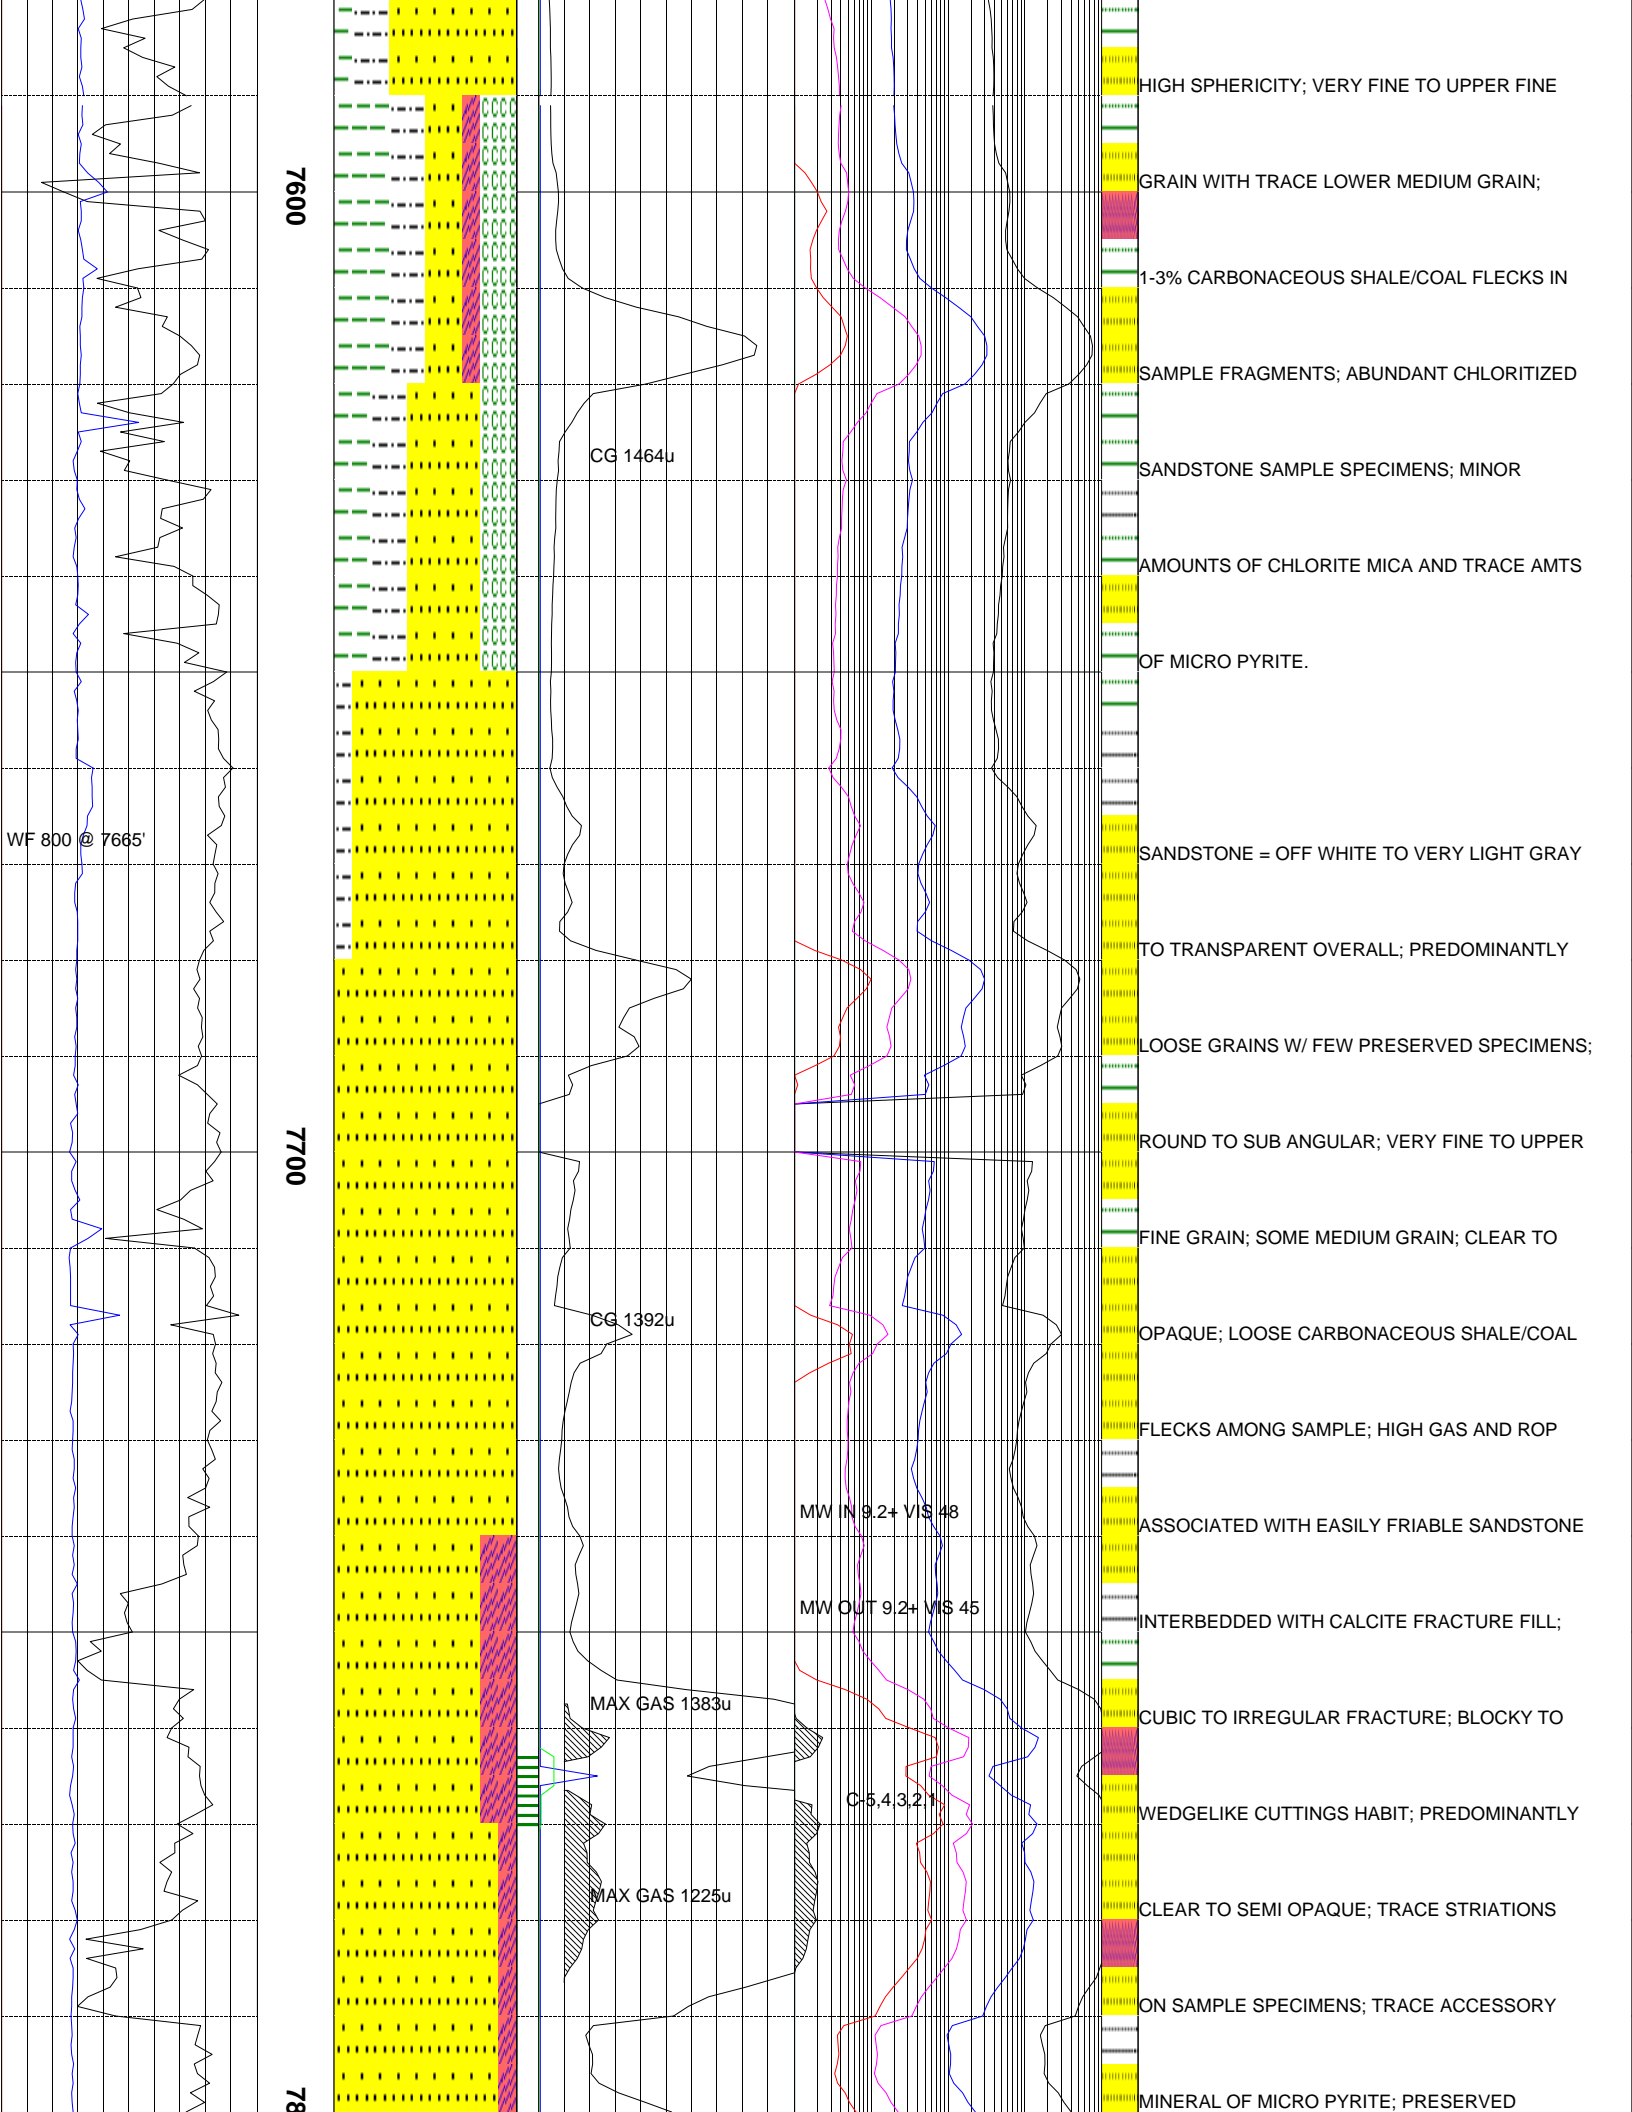 HIGH SPHERICITY; VERY FINE TO UPPER FINE
7600
GRAIN WITH TRACE LOWER MEDIUM GRAIN;
1-3% CARBONACEOUS SHALE/COAL FLECKS IN
SAMPLE FRAGMENTS; ABUNDANT CHLORITIZED
CG 1464u
SANDSTONE SAMPLE SPECIMENS; MINOR
AMOUNTS OF CHLORITE MICA AND TRACE AMTS
OF MICRO PYRITE.
WF 800 @ 7665'
SANDSTONE = OFF WHITE TO VERY LIGHT GRAY
TO TRANSPARENT OVERALL; PREDOMINANTLY
LOOSE GRAINS W/ FEW PRESERVED SPECIMENS;
7700
ROUND TO SUB ANGULAR; VERY FINE TO UPPER
FINE GRAIN; SOME MEDIUM GRAIN; CLEAR TO
CG 1392u
OPAQUE; LOOSE CARBONACEOUS SHALE/COAL
FLECKS AMONG SAMPLE; HIGH GAS AND ROP
MW IN 9.2+ VIS 48
ASSOCIATED WITH EASILY FRIABLE SANDSTONE
MW OUT 9.2+ VIS 45
INTERBEDDED WITH CALCITE FRACTURE FILL;
MAX GAS 1383u
CUBIC TO IRREGULAR FRACTURE; BLOCKY TO
C-5,4,3,2,1
WEDGELIKE CUTTINGS HABIT; PREDOMINANTLY
MAX GAS 1225u
CLEAR TO SEMI OPAQUE; TRACE STRIATIONS
ON SAMPLE SPECIMENS; TRACE ACCESSORY
78
MINERAL OF MICRO PYRITE; PRESERVED